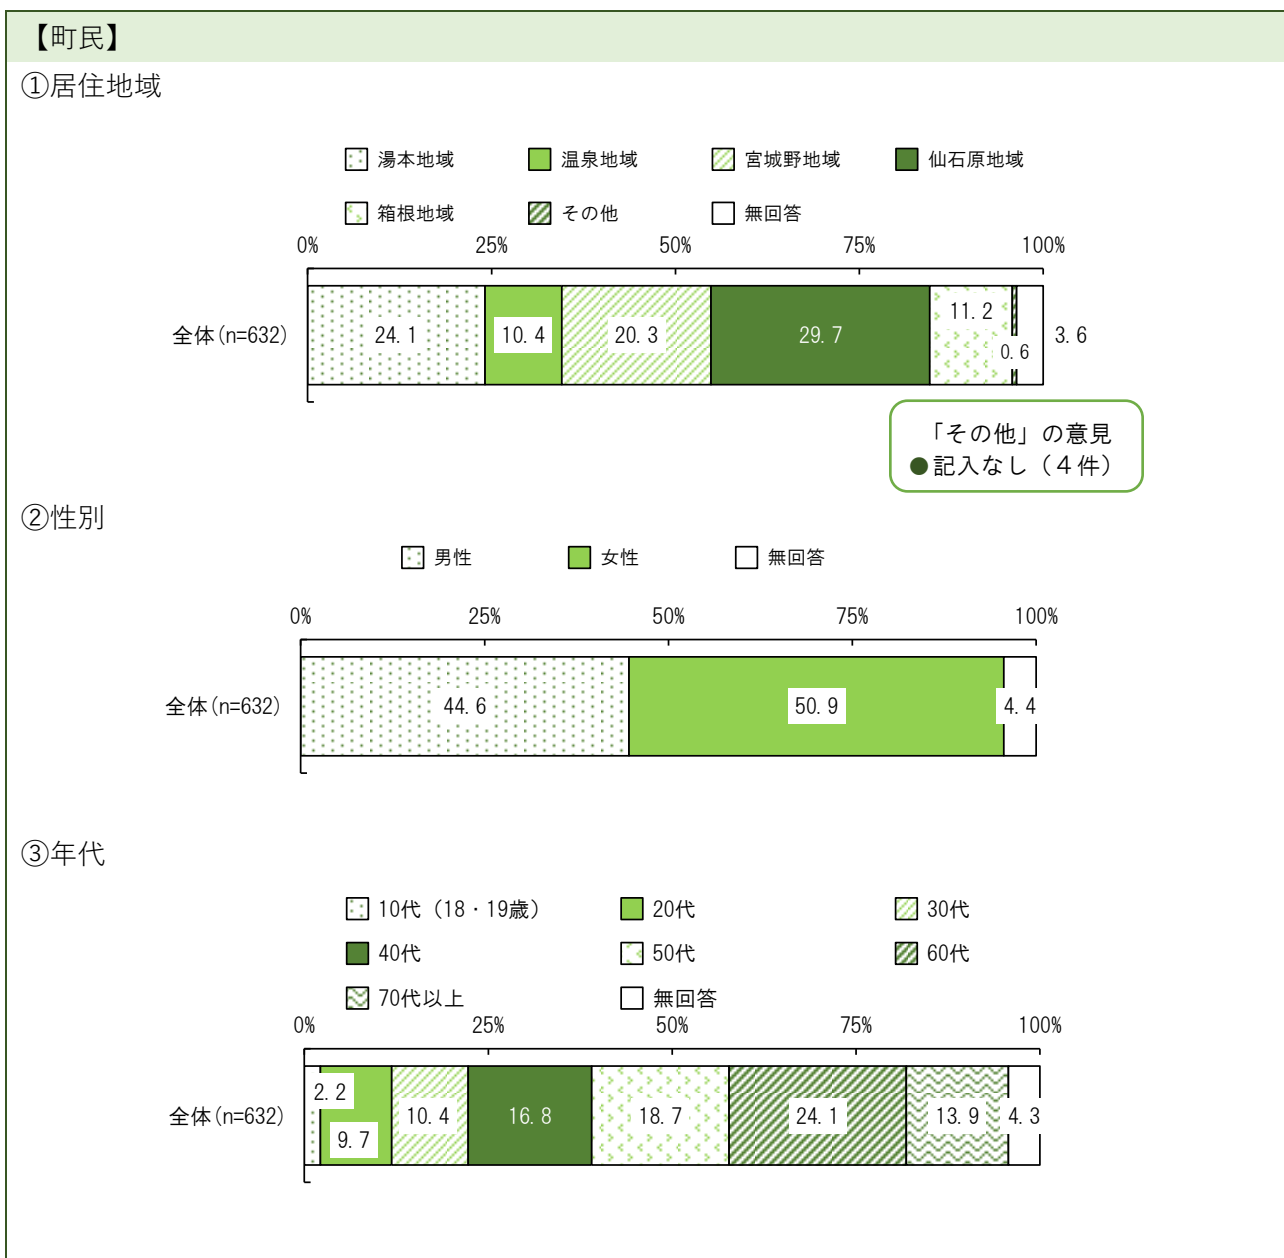 【町民】
①居住地域
湯本地域 温泉地域 宮城野地域 仙石原地域
箱根地域 その他 無回答
0% 25% 50% 75% 100%
全体(n=632) 24.1 10.4 20.3 29.7 11.2 0.6 3.6
「その他」の意見
●記入なし（４件）
②性別
男性 女性 無回答
0% 25% 50% 75% 100%
全体(n=632) 44.6 50.9 4.4
③年代
10代（18・19歳） 20代 30代
40代 50代 60代
70代以上 無回答
0% 25% 50% 75% 100%
全体(n=632) 2.2 9.7 10.4 16.8 18.7 24.1 13.9 4.3